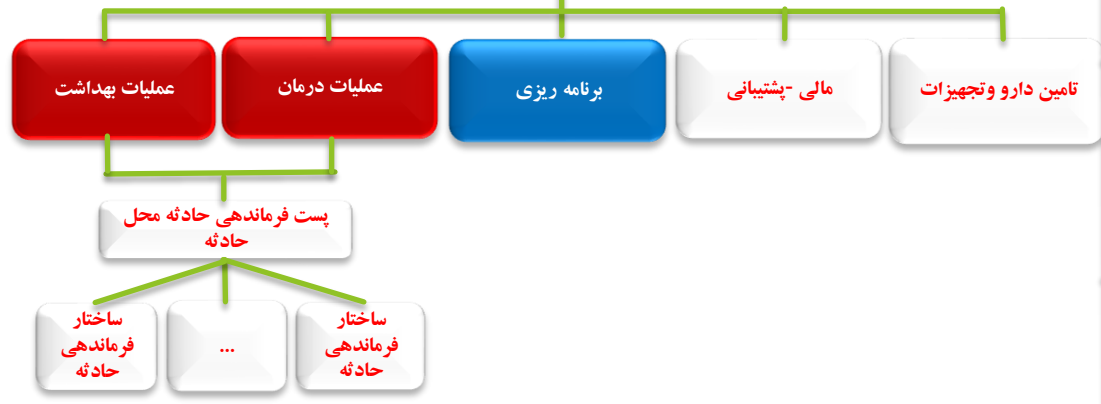 تامین دارو وتجهیزات
مالی -پشتیبانی
برنامه ریزی
عملیات درمان
عملیات بهداشت
پست فرماندهی حادثه محل
حادثه
ساختار
فرماندهی
حادثه
...
ساختار
فرماندهی
حادثه